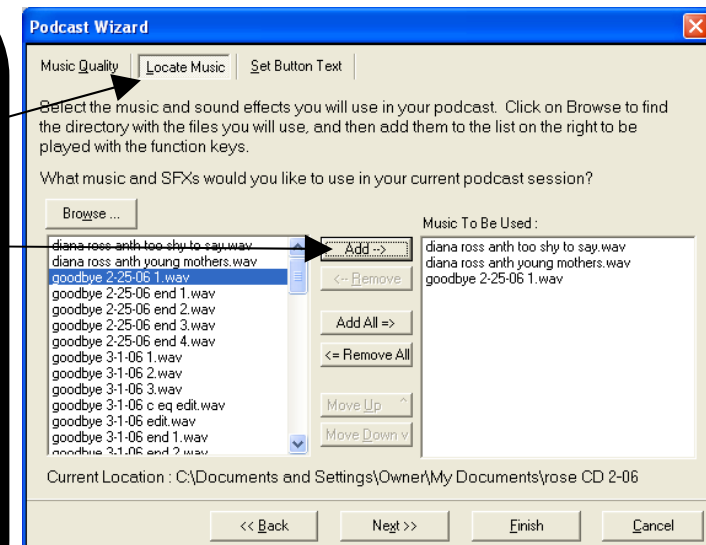 Podcast Wizard
Music Quality Locate Music Set Button Text
Select the music and sound effects you will use in your podcast. Click on Browse to find
the directory with the files you will use, and then add them to the list on the right to be
played with the function keys.
What music and SFXs would you like to use in your current podcast session?
Browse ...
Music To Be Used :
diana ross anth too shy to say.wav
diana ross anth young mothers.wav
goodbye 2-25-06 1.wav
goodbye 2-25-06 end 1.wav
goodbye 2-25-06 end 2.wav
goodbye 2-25-06 end 3.wav
goodbye 2-25-06 end 4.wav
goodbye 3-1-06 1.wav
goodbye 3-1-06 2.wav
goodbye 3-1-06 3.wav
goodbye 3-1-06 c eq edit.wav
goodbye 3-1-06 edit.wav
goodbye 3-1-06 end 1.wav
goodbye 3-1-06 end 2.wav
Add -->
<-- Remove
Add All =>
<= Remove All
Move Up ^
Move Down v
diana ross anth too shy to say.wav
diana ross anth young mothers.wav
goodbye 2-25-06 1.wav
Current Location : C:\Documents and Settings\Owner\My Documents\rose CD 2-06
<< Back Next >> Finish Cancel